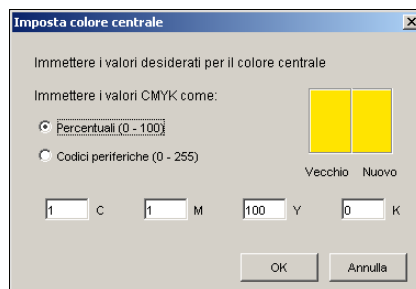 Imposta colore centrale
Immettere i valori desiderati per il colore centrale
Immettere i valori CMYK come:
Percentuali (0 - 100)
Codici periferiche (0 - 255)
Vecchio Nuovo
1 C 1 M 100 Y 0 K
OK Annulla